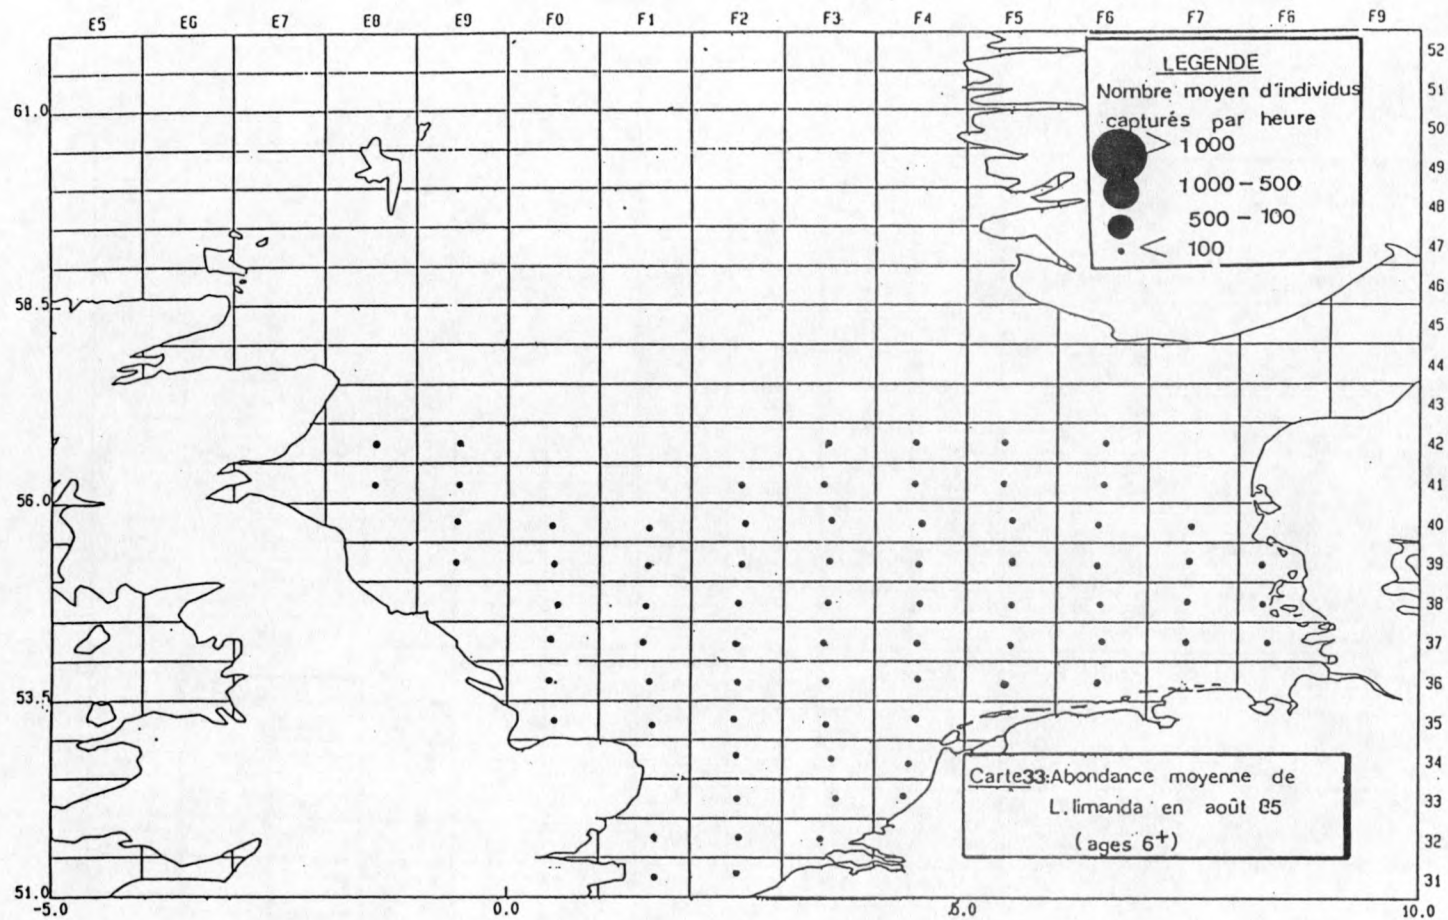 E5 E6 E7 E8 E9 F0 F1 F2 F3 F4 F5 F6 F7 F8 F9
52
51
50
49
48
47
46
45
44
43
42
41
40
39
38
37
36
35
34
33
32
31
61.0
58.5
56.0
53.5
51.0
-5.0 0.0 5.0 10.0
LEGENDE
Nombre moyen d'individus
capturés par heure
> 1000
1000 - 500
500 - 100
< 100
Carte33:Abondance moyenne de
L. limanda en août 85
(ages 6+)